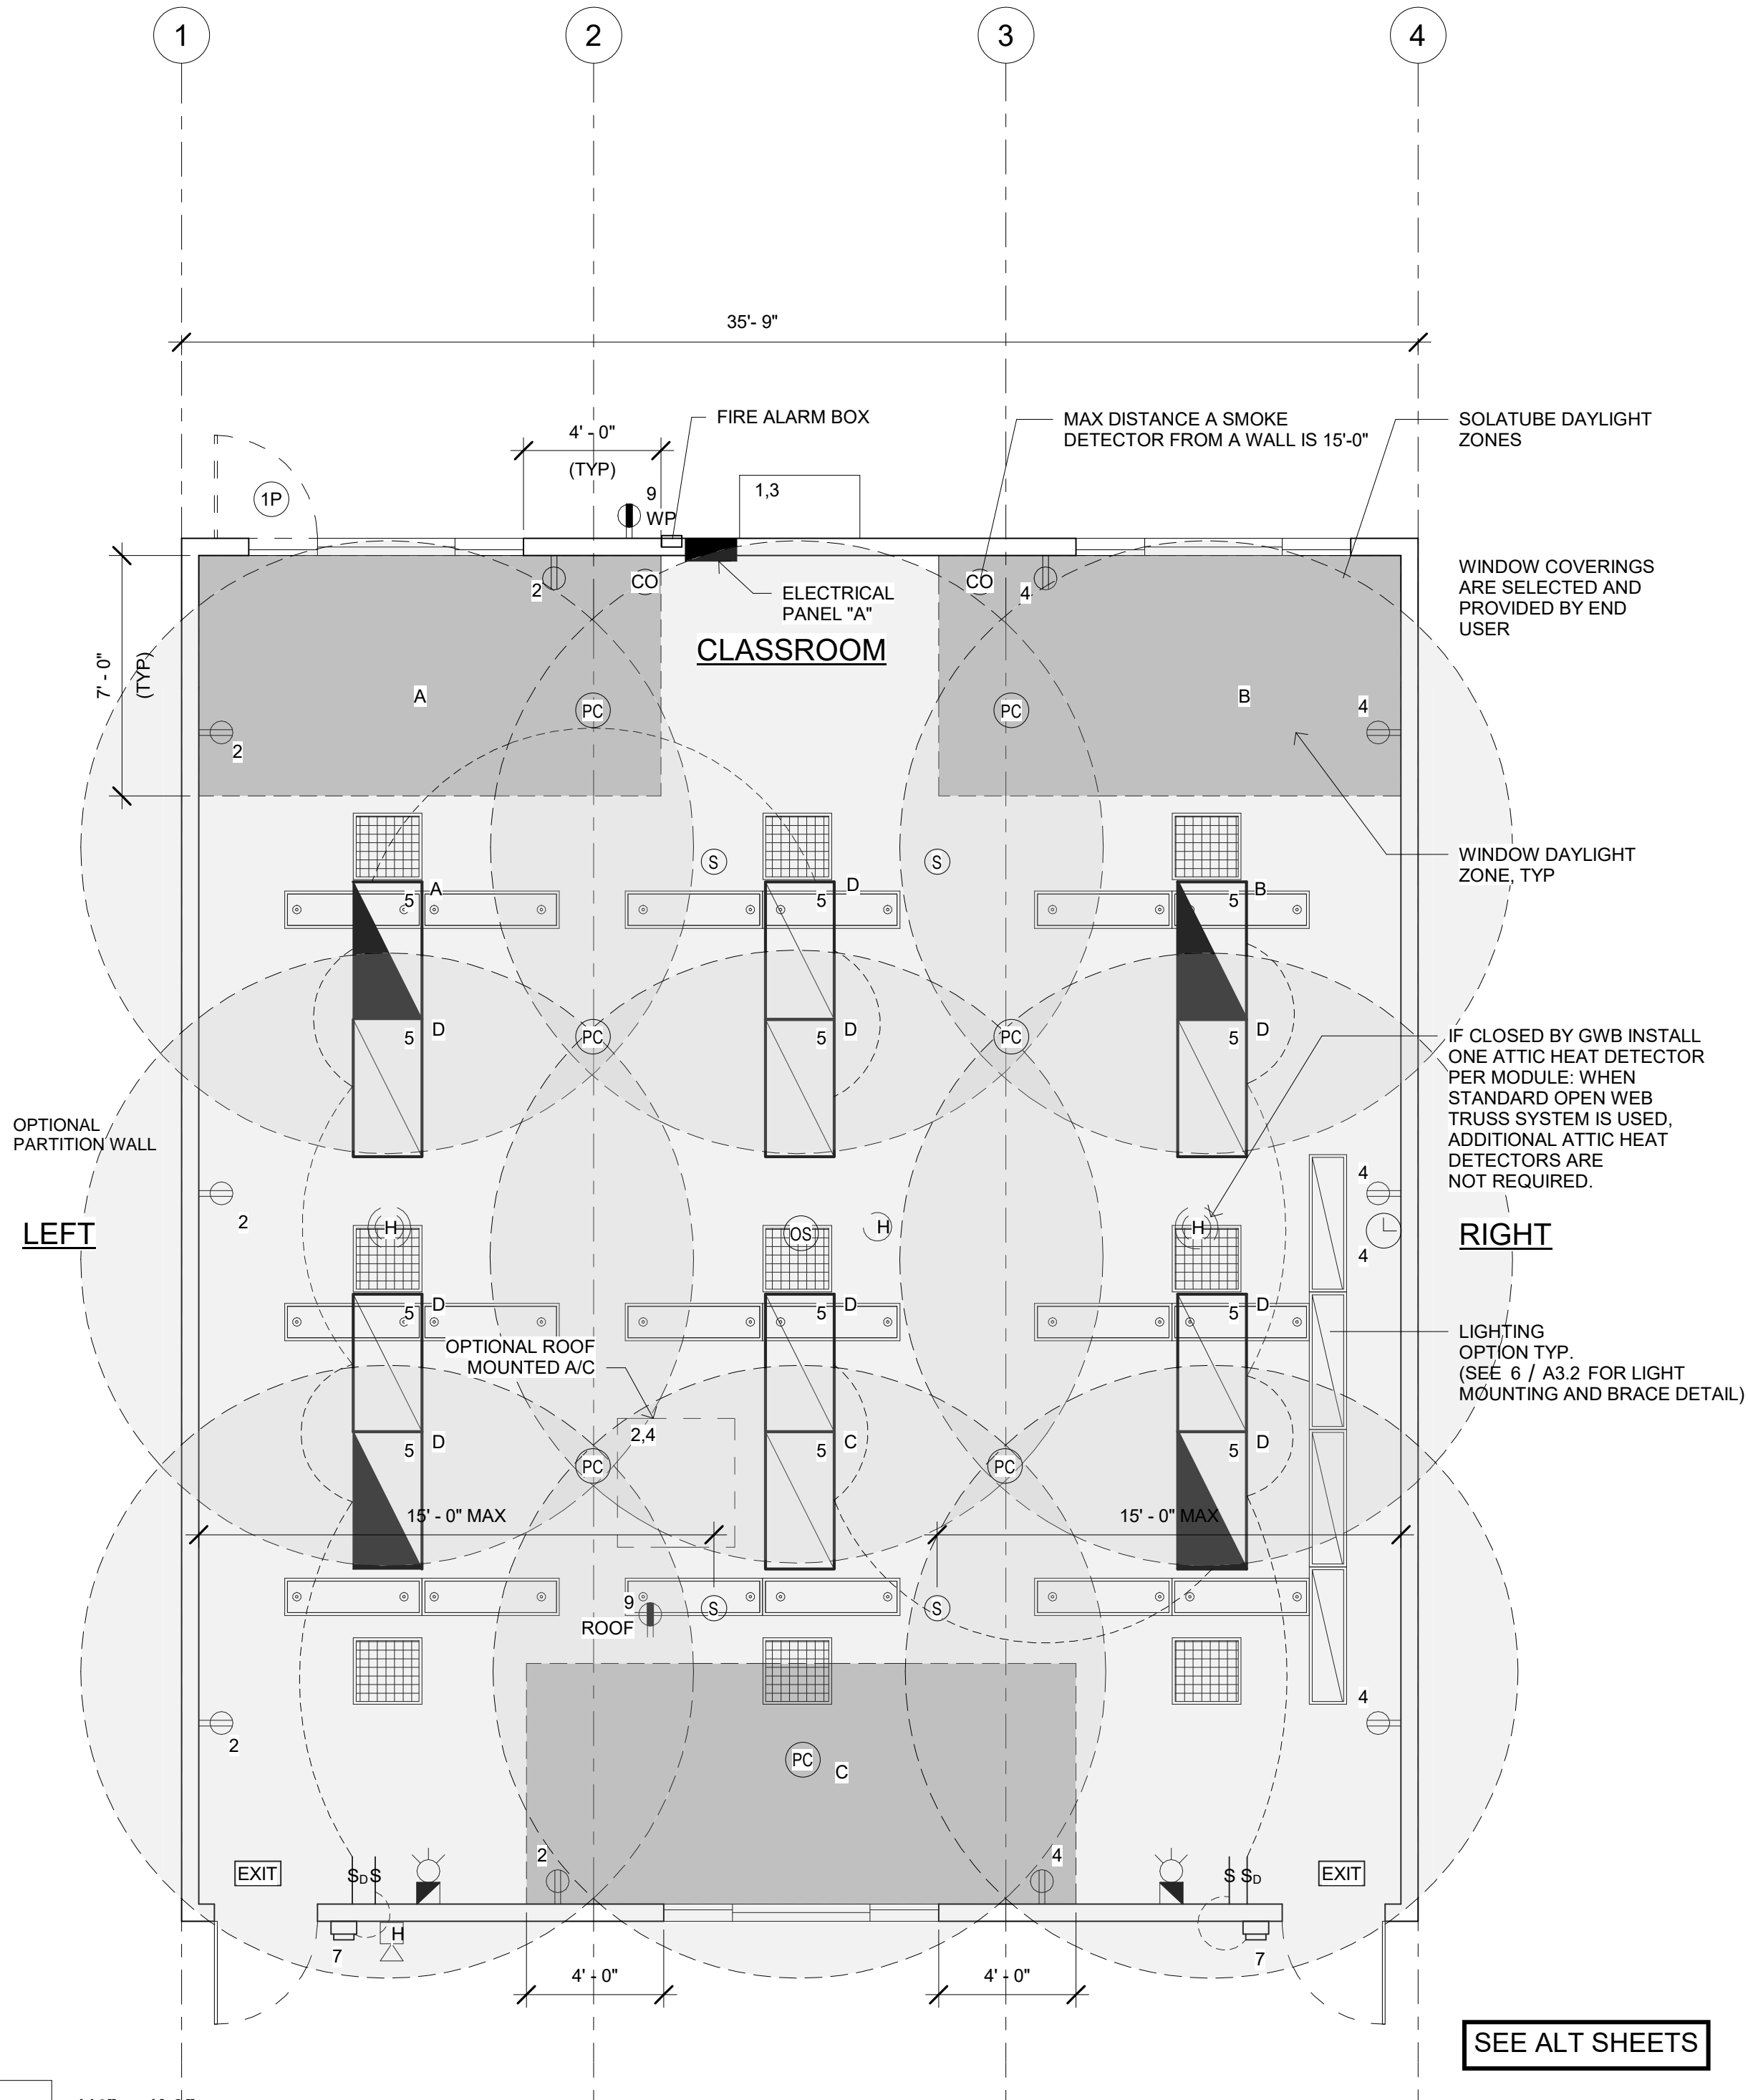 1
2
3
4
35'- 9"
4' - 0"
(TYP)
FIRE ALARM BOX
MAX DISTANCE A SMOKE
DETECTOR FROM A WALL IS 15'-0"
SOLATUBE DAYLIGHT
ZONES
1P
9
WP
1,3
2
CO
CO
4
ELECTRICAL
PANEL "A"
WINDOW COVERINGS
ARE SELECTED AND
PROVIDED BY END
USER
CLASSROOM
7' - 0"
(TYP)
A
PC
PC
B
4
2
S
S
WINDOW DAYLIGHT
ZONE, TYP
5
A
5
D
5
B
5
D
PC
5
D
PC
5
D
IF CLOSED BY GWB INSTALL
ONE ATTIC HEAT DETECTOR
PER MODULE: WHEN
STANDARD OPEN WEB
TRUSS SYSTEM IS USED,
ADDITIONAL ATTIC HEAT
DETECTORS ARE
NOT REQUIRED.
OPTIONAL
PARTITION WALL
4
2
LEFT
H
OS
H
H
4
RIGHT
5
D
5
D
5
D
OPTIONAL ROOF
MOUNTED A/C
LIGHTING
OPTION TYP.
(SEE 6 / A3.2 FOR LIGHT
MOUNTING AND BRACE DETAIL)
2,4
5
D
5
C
5
D
PC
PC
15' - 0" MAX
15' - 0" MAX
9
ROOF
S
S
4
2
PC
C
2
4
EXIT
SD S
S SD
EXIT
7
H
7
4' - 0"
4' - 0"
SEE ALT SHEETS